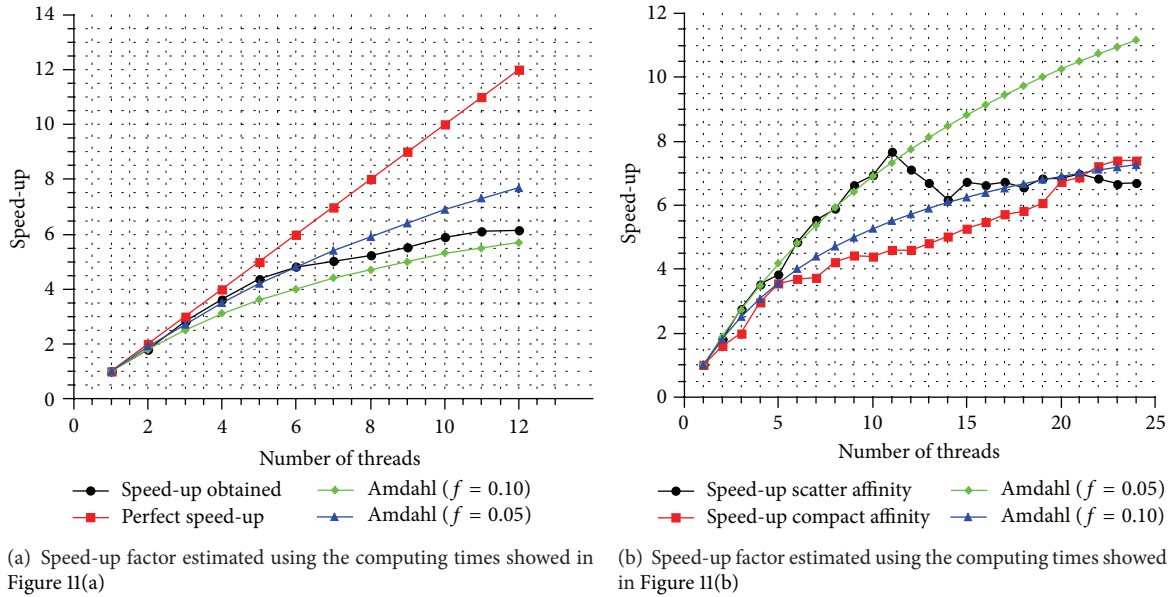 14
12
10
8
6
4
2
0
Speed-up
0 2 4 6 8 10 12
Number of threads
Speed-up obtained
Perfect speed-up
Amdahl (f = 0.10)
Amdahl (f = 0.05)
(a) Speed-up factor estimated using the computing times showed in
Figure 11(a)
12
10
8
6
4
2
0
Speed-up
0 5 10 15 20 25
Number of threads
Speed-up scatter affinity
Speed-up compact affinity
Amdahl (f = 0.05)
Amdahl (f = 0.10)
(b) Speed-up factor estimated using the computing times showed
in Figure 11(b)